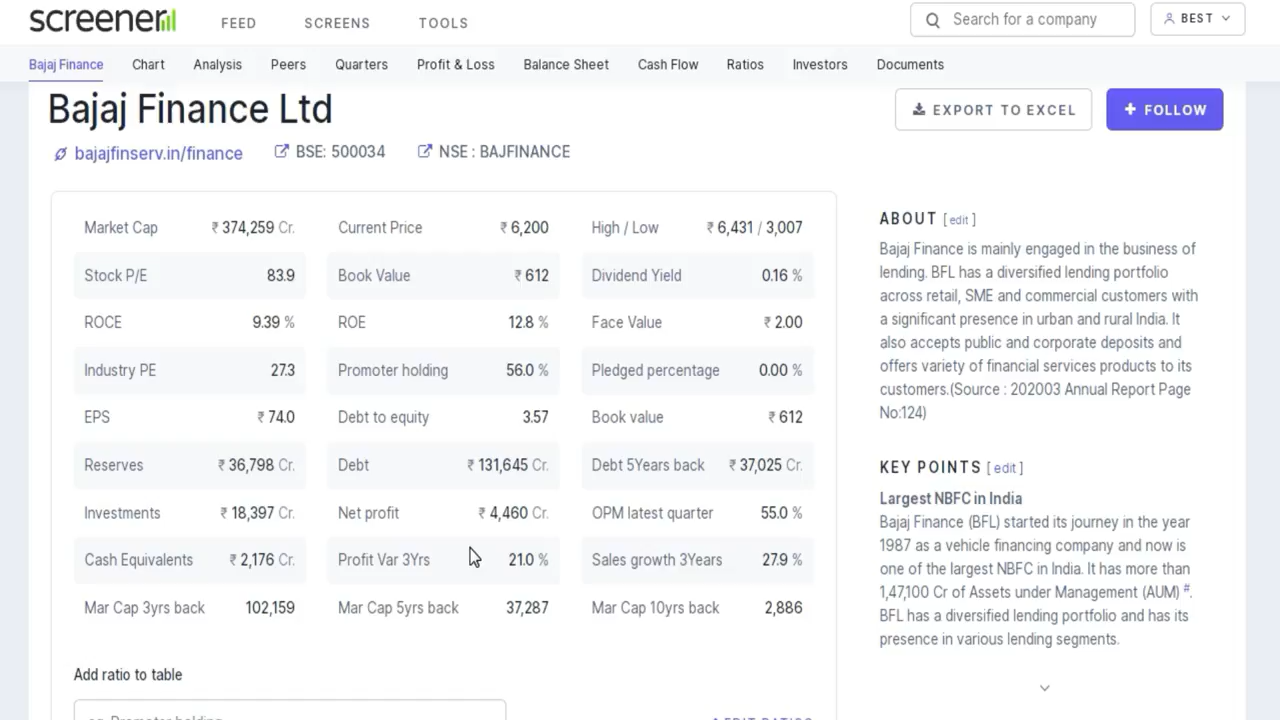 screener
FEED SCREENS TOOLS
Search for a company
BEST
Bajaj Finance Chart Analysis Peers Quarters Profit & Loss Balance Sheet Cash Flow Ratios Investors Documents
Bajaj Finance Ltd
EXPORT TO EXCEL
+ FOLLOW
bajajfinserv.in/finance BSE: 500034 NSE : BAJFINANCE
Market Cap ₹ 374,259 Cr. Current Price ₹ 6,200 High / Low ₹ 6,431 / 3,007
Stock P/E 83.9 Book Value ₹ 612 Dividend Yield 0.16 %
ROCE 9.39 % ROE 12.8 % Face Value ₹ 2.00
Industry PE 27.3 Promoter holding 56.0 % Pledged percentage 0.00 %
EPS ₹ 74.0 Debt to equity 3.57 Book value ₹ 612
Reserves ₹ 36,798 Cr. Debt ₹ 131,645 Cr. Debt 5Years back ₹ 37,025 Cr.
Investments ₹ 18,397 Cr. Net profit ₹ 4,460 Cr. OPM latest quarter 55.0 %
Cash Equivalents ₹ 2,176 Cr. Profit Var 3Yrs 21.0 % Sales growth 3Years 27.9 %
Mar Cap 3yrs back 102,159 Mar Cap 5yrs back 37,287 Mar Cap 10yrs back 2,886
Add ratio to table
eg. Promoter holding
EDIT RATIOS
ABOUT [ edit ]
Bajaj Finance is mainly engaged in the business of
lending. BFL has a diversified lending portfolio
across retail, SME and commercial customers with
a significant presence in urban and rural India. It
also accepts public and corporate deposits and
offers variety of financial services products to its
customers.(Source : 202003 Annual Report Page
No:124)
KEY POINTS [ edit ]
Largest NBFC in India
Bajaj Finance (BFL) started its journey in the year
1987 as a vehicle financing company and now is
one of the largest NBFC in India. It has more than
1,47,100 Cr of Assets under Management (AUM) #.
BFL has a diversified lending portfolio and has its
presence in various lending segments.